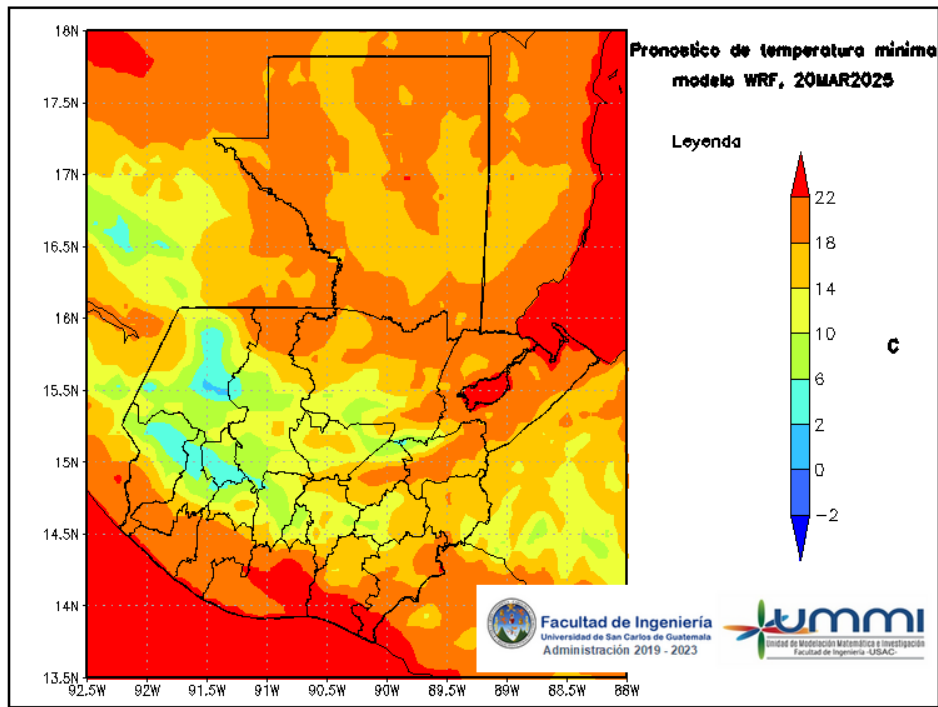 Pronostico de temperatura minima
modelo WRF, 20MAR2025
Leyenda
22
18
14
10
6
2
0
-2
C
18N
17.5N
17N
16.5N
16N
15.5N
15N
14.5N
14N
13.5N
92.5W 92W 91.5W 91W 90.5W 90W 89.5W 89W 88.5W 88W
Facultad de Ingeniería
Universidad de San Carlos de Guatemala
Administración 2019 - 2023
ummi
Unidad de Modelación Matemática e Investigación
Facultad de Ingeniería -USAC-